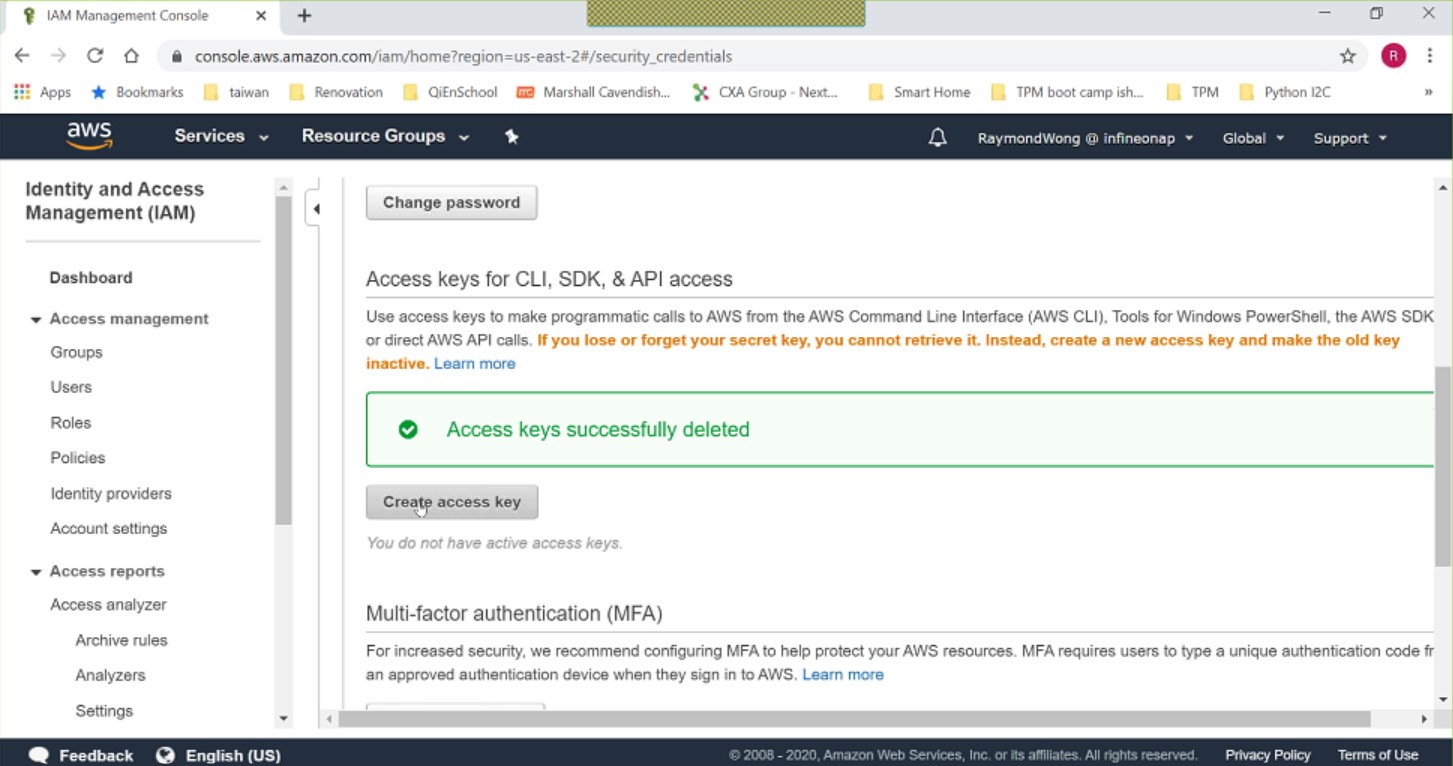 IAM Management Console
console.aws.amazon.com/iam/home?region=us-east-2#/security_credentials
R
Apps Bookmarks taiwan Renovation QiEnSchool Marshall Cavendish... CXA Group - Next... Smart Home TPM boot camp ish... TPM Python I2C »
aws Services Resource Groups RaymondWong @ infineonap Global Support
Identity and Access
Management (IAM)
Dashboard
Access management
Groups
Users
Roles
Policies
Identity providers
Account settings
Access reports
Access analyzer
Archive rules
Analyzers
Settings
Change password
Access keys for CLI, SDK, & API access
Use access keys to make programmatic calls to AWS from the AWS Command Line Interface (AWS CLI), Tools for Windows PowerShell, the AWS SDK
or direct AWS API calls. If you lose or forget your secret key, you cannot retrieve it. Instead, create a new access key and make the old key
inactive. Learn more
Access keys successfully deleted
Create access key
You do not have active access keys.
Multi-factor authentication (MFA)
For increased security, we recommend configuring MFA to help protect your AWS resources. MFA requires users to type a unique authentication code fr
an approved authentication device when they sign in to AWS. Learn more
Feedback English (US) © 2008 - 2020, Amazon Web Services, Inc. or its affiliates. All rights reserved. Privacy Policy Terms of Use